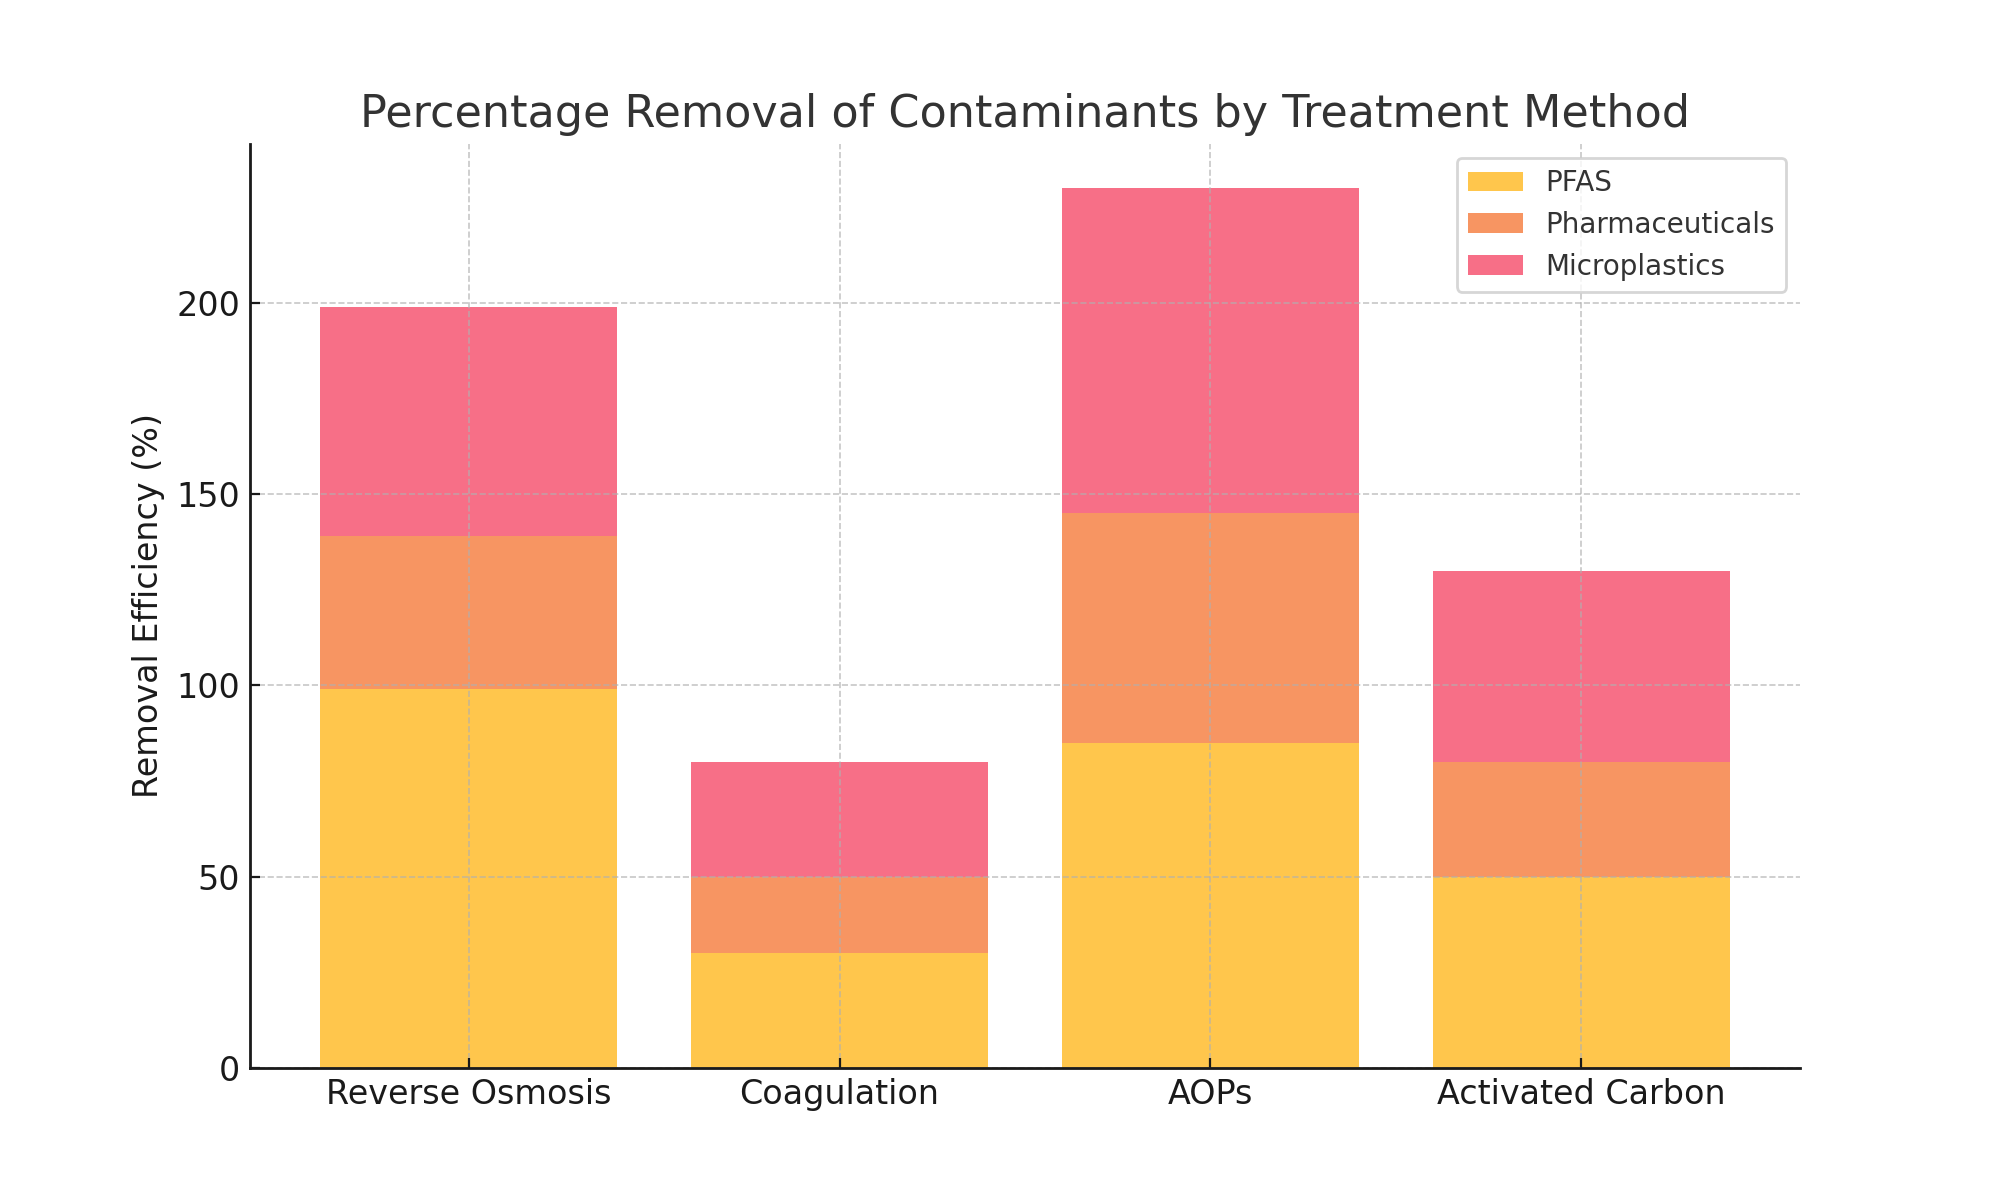 Percentage Removal of Contaminants by Treatment Method
PFAS
Pharmaceuticals
Microplastics
Removal Efficiency (%)
200
150
100
50
0
Reverse Osmosis
Coagulation
AOPs
Activated Carbon